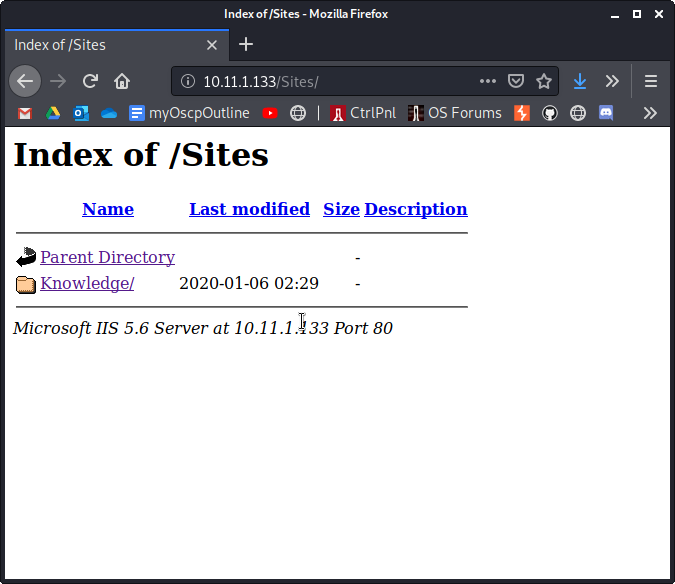 Index of /Sites - Mozilla Firefox
Index of /Sites
10.11.1.133/Sites/
myOscpOutline CtrlPnl OS Forums
Index of /Sites
Name Last modified Size Description
Parent Directory -
Knowledge/ 2020-01-06 02:29 -
Microsoft IIS 5.6 Server at 10.11.1.133 Port 80